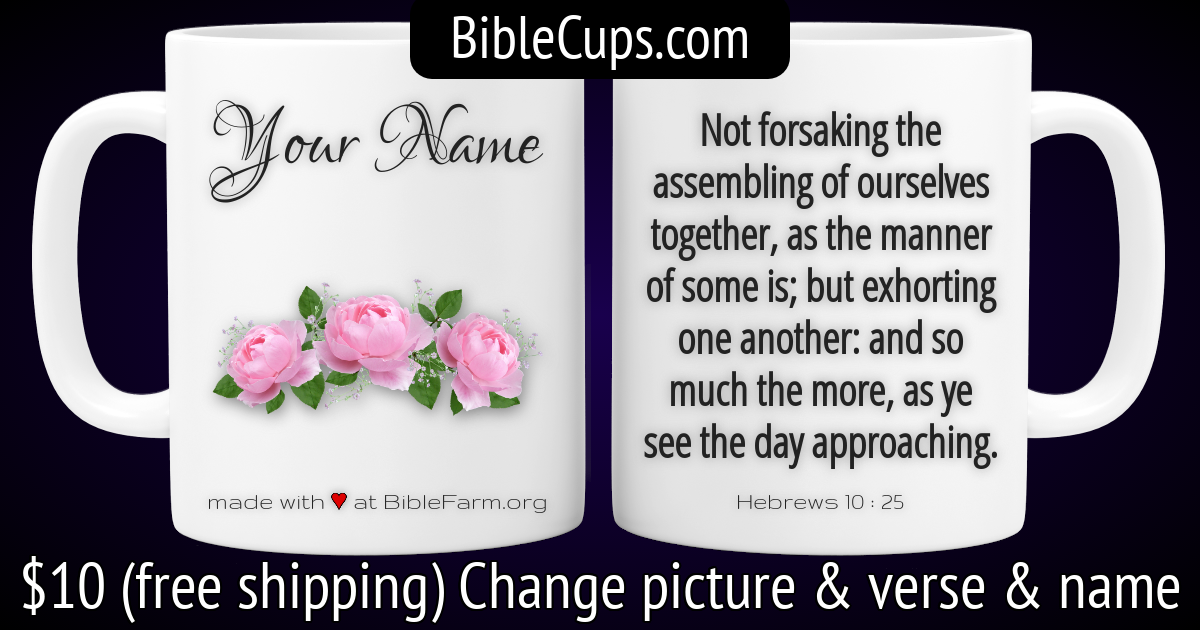 BibleCups.com
Your Name
made with ♥ at BibleFarm.org
Not forsaking the
assembling of ourselves
together, as the manner
of some is; but exhorting
one another: and so
much the more, as ye
see the day approaching.
Hebrews 10 : 25
$10 (free shipping) Change picture & verse & name